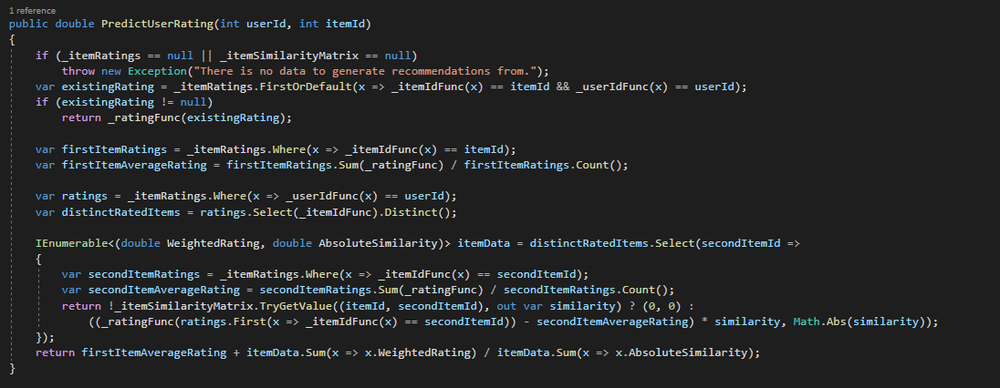 1 reference
public double PredictUserRating(int userId, int itemId)
{
if (_itemRatings == null || _itemSimilarityMatrix == null)
throw new Exception("There is no data to generate recommendations from.");
var existingRating = _itemRatings.FirstOrDefault(x => _itemIdFunc(x) == itemId && _userIdFunc(x) == userId);
if (existingRating != null)
return _ratingFunc(existingRating);
var firstItemRatings = _itemRatings.Where(x => _itemIdFunc(x) == itemId);
var firstItemAverageRating = firstItemRatings.Sum(_ratingFunc) / firstItemRatings.Count();
var ratings = _itemRatings.Where(x => _userIdFunc(x) == userId);
var distinctRatedItems = ratings.Select(_itemIdFunc).Distinct();
IEnumerable<(double WeightedRating, double AbsoluteSimilarity)> itemData = distinctRatedItems.Select(secondItemId =>
{
var secondItemRatings = _itemRatings.Where(x => _itemIdFunc(x) == secondItemId);
var secondItemAverageRating = secondItemRatings.Sum(_ratingFunc) / secondItemRatings.Count();
return !_itemSimilarityMatrix.TryGetValue((itemId, secondItemId), out var similarity) ? (0, 0) :
((_ratingFunc(ratings.First(x => _itemIdFunc(x) == secondItemId)) - secondItemAverageRating) * similarity, Math.Abs(similarity));
});
return firstItemAverageRating + itemData.Sum(x => x.WeightedRating) / itemData.Sum(x => x.AbsoluteSimilarity);
}